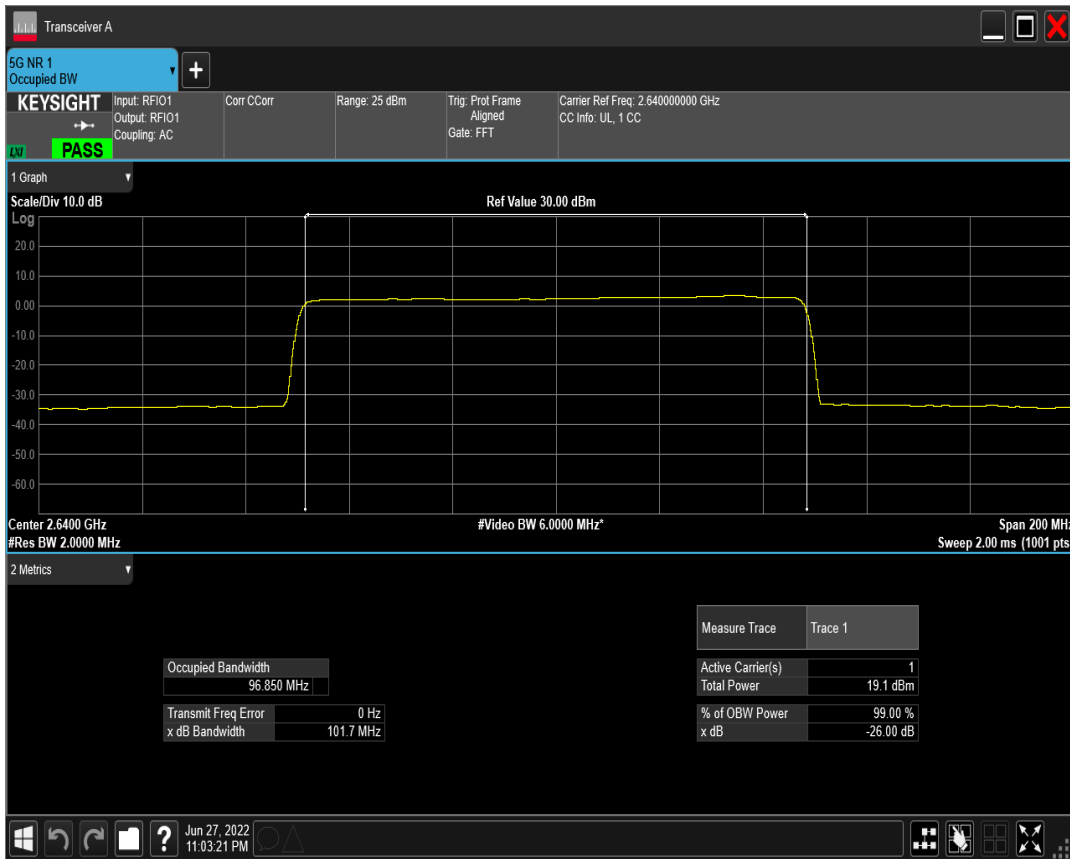 Transceiver A
5G NR 1
Occupied BW
+
KEYSIGHT
LXI
PASS
Input: RFIO1
Output: RFIO1
Coupling: AC
Corr CCorr
Range: 25 dBm
Trig: Prot Frame
Aligned
Gate: FFT
Carrier Ref Freq: 2.640000000 GHz
CC Info: UL, 1 CC
1 Graph
Scale/Div 10.0 dB
Ref Value 30.00 dBm
Log
20.0
10.0
0.00
-10.0
-20.0
-30.0
-40.0
-50.0
-60.0
Center 2.6400 GHz
#Video BW 6.0000 MHz*
Span 200 MHz
#Res BW 2.0000 MHz
Sweep 2.00 ms (1001 pts
2 Metrics
Measure Trace Trace 1
Occupied Bandwidth
96.850 MHz
Active Carrier(s) 1
Total Power 19.1 dBm
Transmit Freq Error 0 Hz
x dB Bandwidth 101.7 MHz
% of OBW Power 99.00 %
x dB -26.00 dB
?
Jun 27, 2022
11:03:21 PM